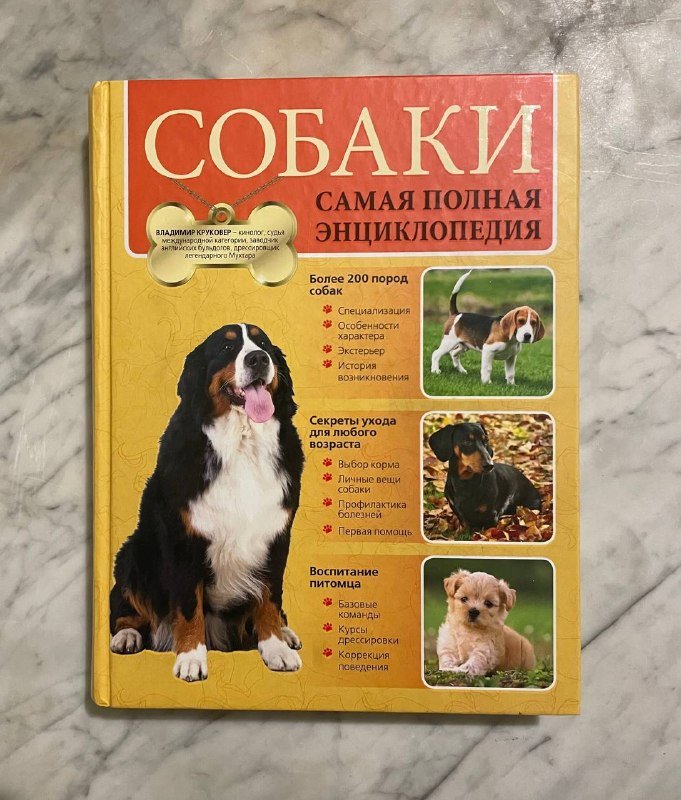 СОБАКИ
САМАЯ ПОЛНАЯ
ЭНЦИКЛОПЕДИЯ
ВЛАДИМИР КРУКОВЕР – кинолог, судья
международной категории, заводчик
английских бульдогов, дрессировщик
легендарного Мухтара
Более 200 пород
собак
Специализация
Особенности
характера
Экстерьер
История
возникновения
Секреты ухода
для любого
возраста
Выбор корма
Личные вещи
собаки
Профилактика
болезней
Первая помощь
Воспитание
питомца
Базовые
команды
Курсы
дрессировки
Коррекция
поведения